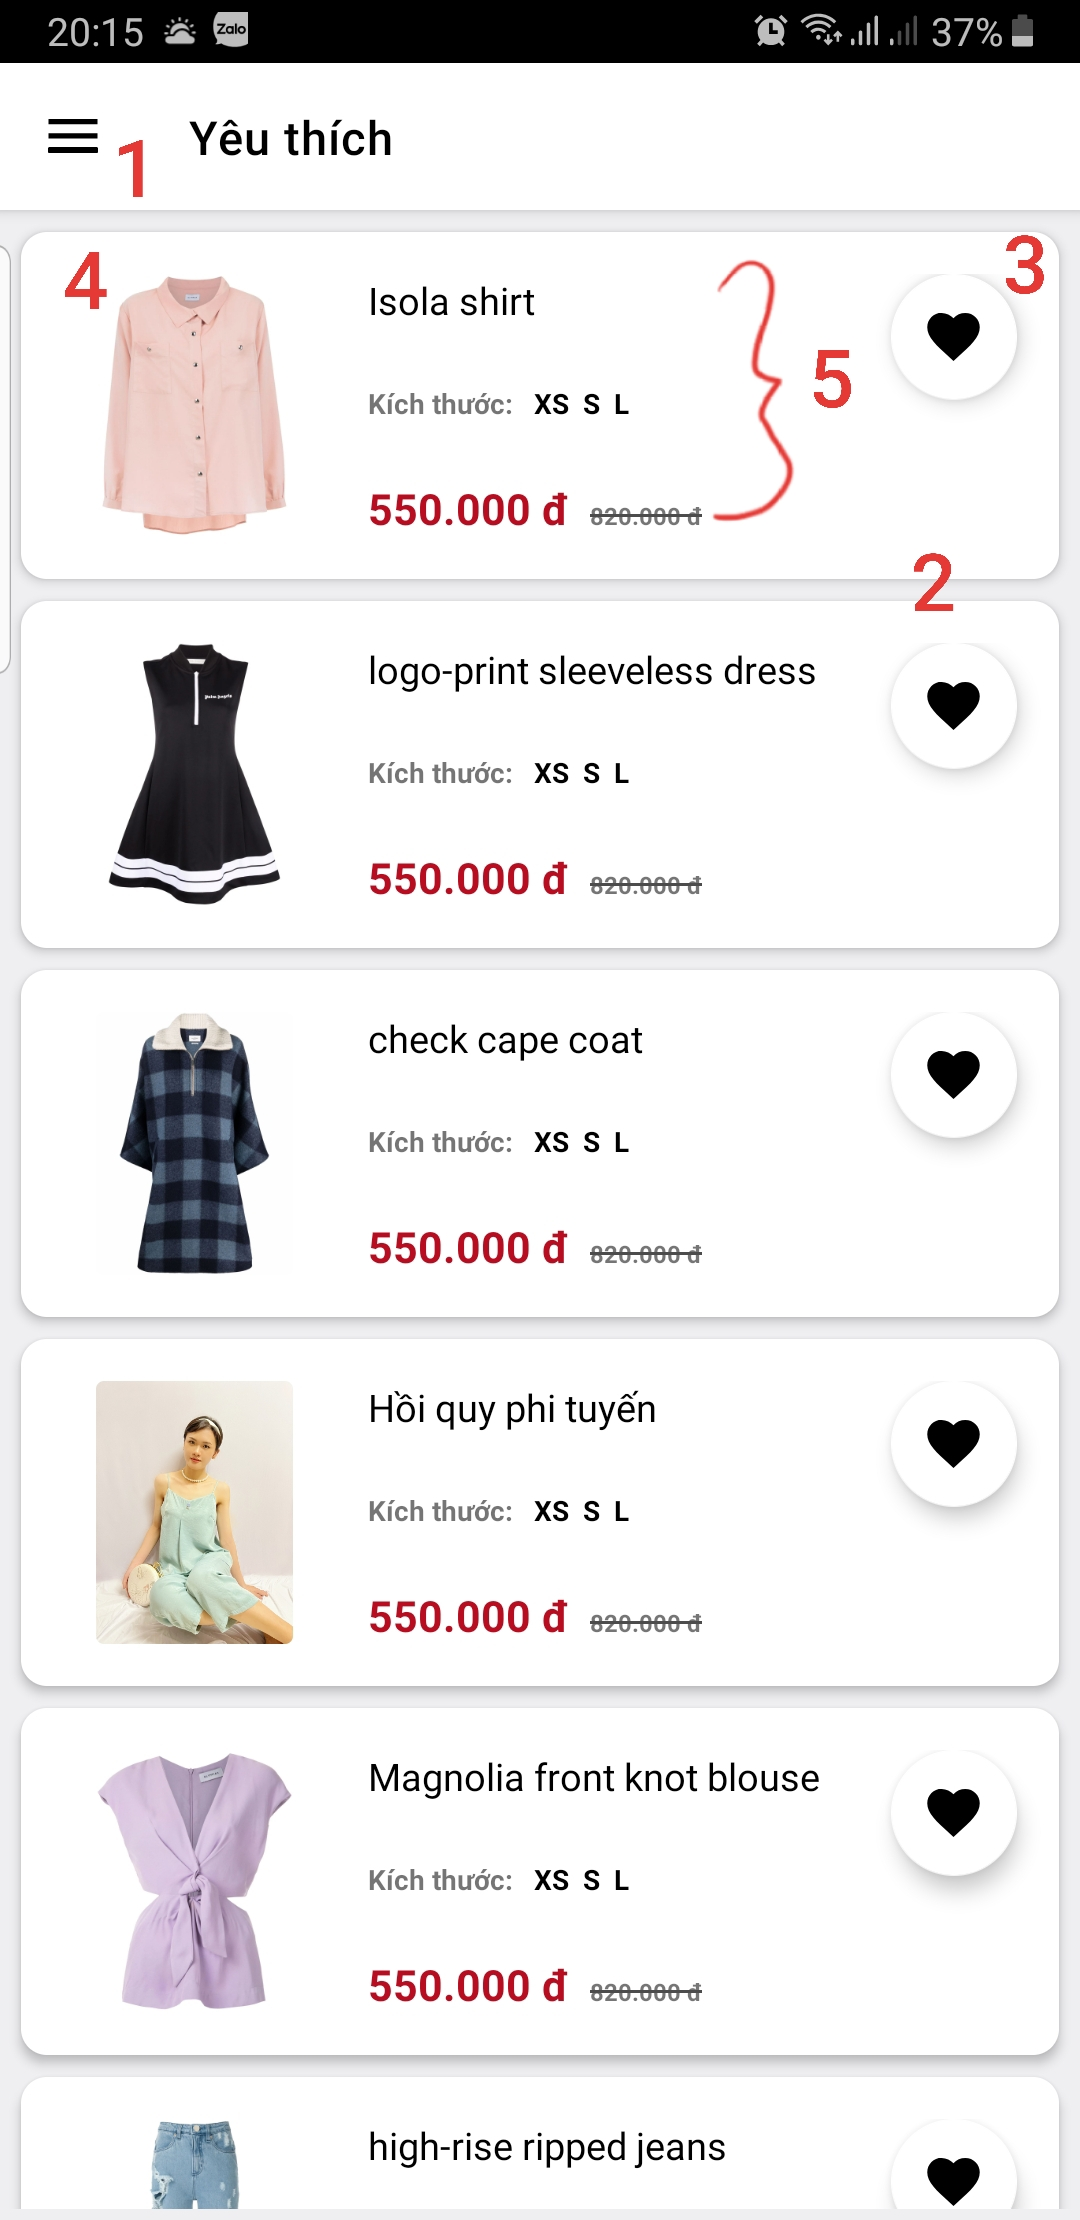 20:15 Zalo 37%
1 Yêu thích
4 Isola shirt 3
Kích thước: XS S L 5
550.000 đ 820.000 đ
2
logo-print sleeveless dress
Kích thước: XS S L
550.000 đ 820.000 đ
check cape coat
Kích thước: XS S L
550.000 đ 820.000 đ
Hồi quy phi tuyến
Kích thước: XS S L
550.000 đ 820.000 đ
Magnolia front knot blouse
Kích thước: XS S L
550.000 đ 820.000 đ
high-rise ripped jeans